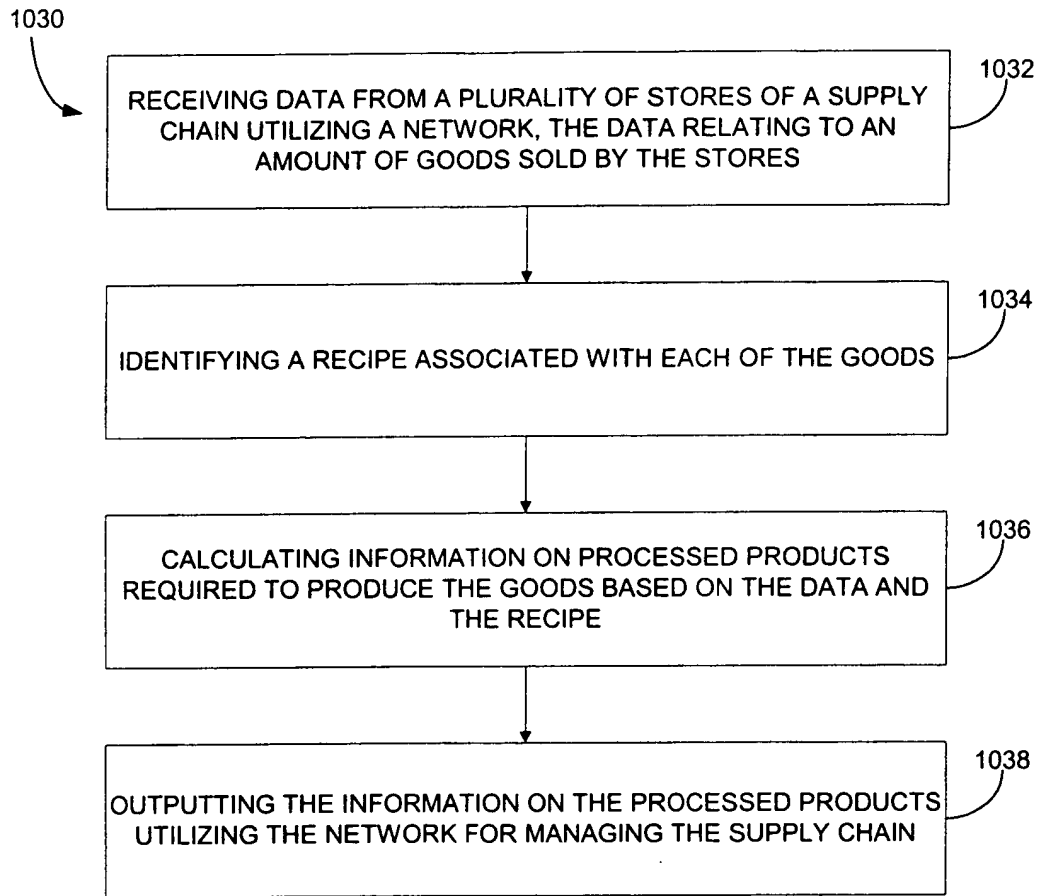 1030
1032
RECEIVING DATA FROM A PLURALITY OF STORES OF A SUPPLY
CHAIN UTILIZING A NETWORK, THE DATA RELATING TO AN
AMOUNT OF GOODS SOLD BY THE STORES
1034
IDENTIFYING A RECIPE ASSOCIATED WITH EACH OF THE GOODS
1036
CALCULATING INFORMATION ON PROCESSED PRODUCTS
REQUIRED TO PRODUCE THE GOODS BASED ON THE DATA AND
THE RECIPE
1038
OUTPUTTING THE INFORMATION ON THE PROCESSED PRODUCTS
UTILIZING THE NETWORK FOR MANAGING THE SUPPLY CHAIN